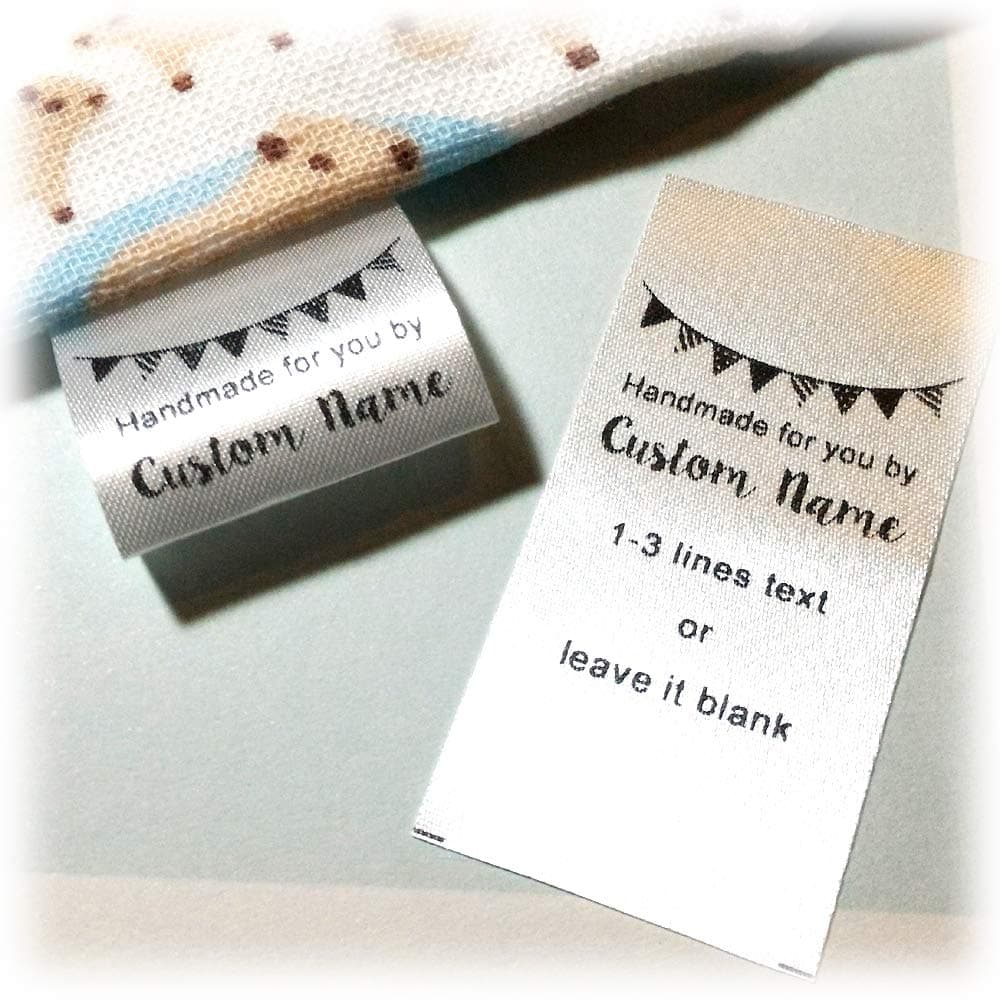 Handmade for you by
Custom Name
Handmade for you by
Custom Name
1-3 lines text
or
leave it blank